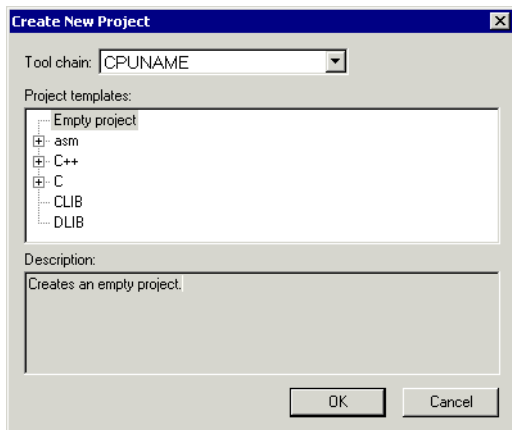 Create New Project
Tool chain: CPUNAME
Project templates:
Empty project
asm
C++
C
CLIB
DLIB
Description:
Creates an empty project.
OK Cancel